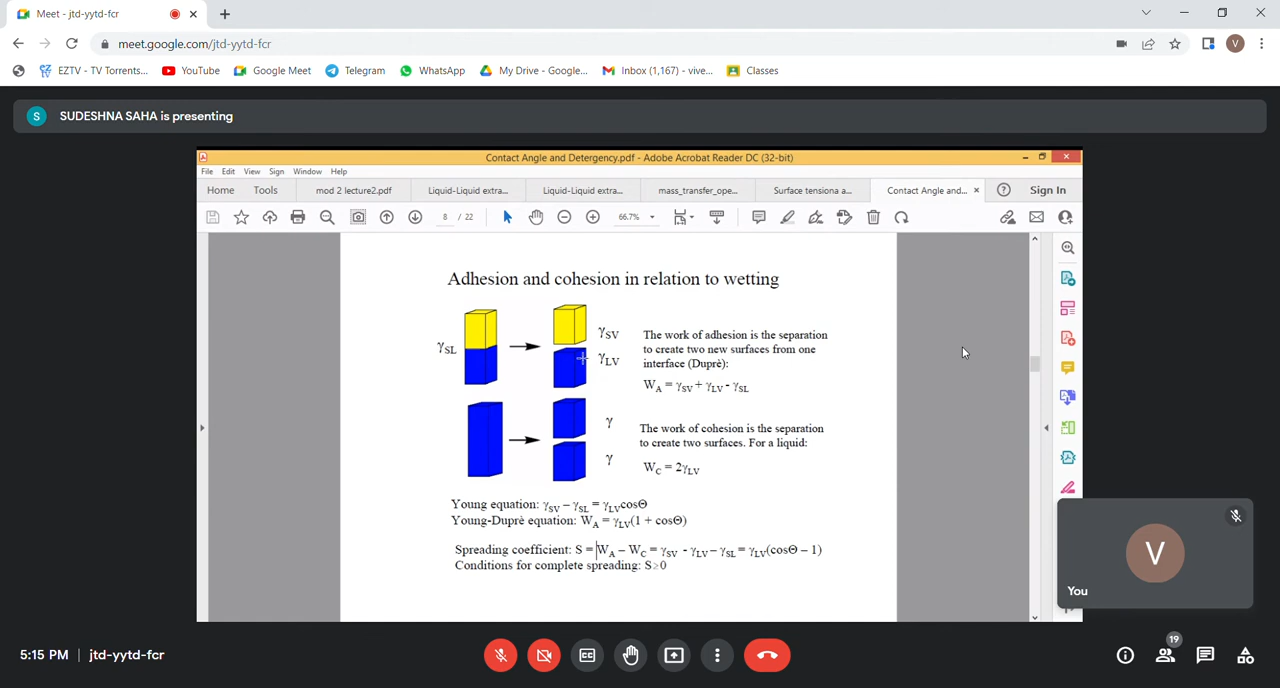 Meet - jtd-yytd-fcr
meet.google.com/jtd-yytd-fcr
V
EZTV - TV Torrents...
YouTube
Google Meet
Telegram
WhatsApp
My Drive - Google...
Inbox (1,167) - vive...
Classes
S
SUDESHNA SAHA is presenting
Contact Angle and Detergency.pdf - Adobe Acrobat Reader DC (32-bit)
File Edit View Sign Window Help
Home Tools mod 2 lecture2.pdf Liquid-Liquid extra... Liquid-Liquid extra... mass_transfer_ope... Surface tensiona a... Contact Angle and... Sign In
8 / 22 66.7%
Adhesion and cohesion in relation to wetting
γSL
γSV
γLV
The work of adhesion is the separation
to create two new surfaces from one
interface (Duprè):
WA = γSV + γLV - γSL
γ
γ
The work of cohesion is the separation
to create two surfaces. For a liquid:
WC = 2γLV
Young equation: γSV – γSL = γLVcosΘ
Young-Duprè equation: WA = γLV(1 + cosΘ)
Spreading coefficient: S = WA – WC = γSV - γLV – γSL = γLV(cosΘ – 1)
Conditions for complete spreading: S≥0
V
You
5:15 PM | jtd-yytd-fcr
CC
19